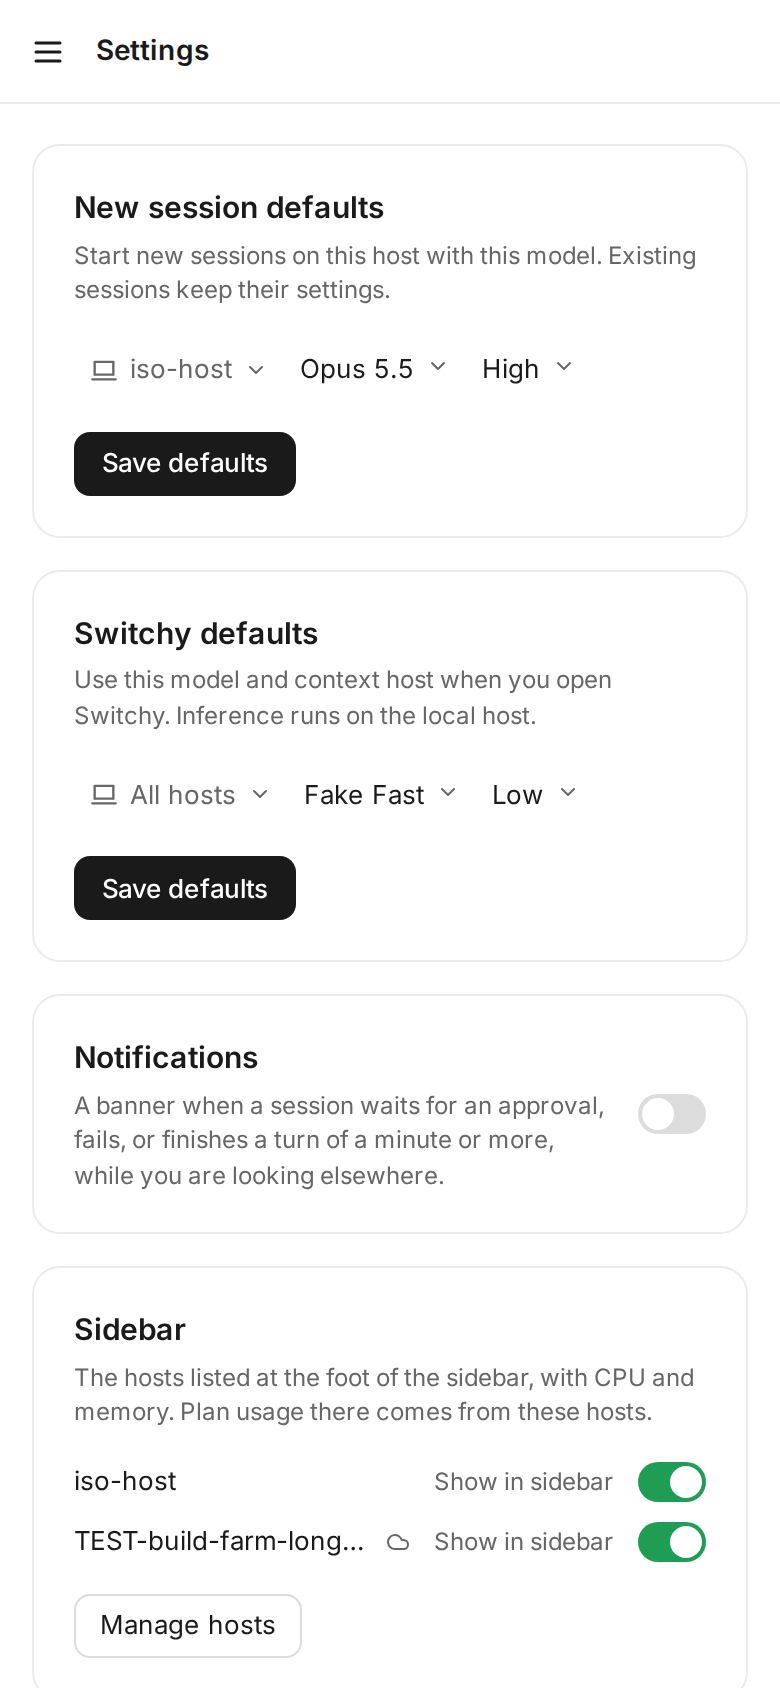 Settings
New session defaults
Start new sessions on this host with this model. Existing
sessions keep their settings.
iso-host Opus 5.5 High
Save defaults
Switchy defaults
Use this model and context host when you open
Switchy. Inference runs on the local host.
All hosts Fake Fast Low
Save defaults
Notifications
A banner when a session waits for an approval,
fails, or finishes a turn of a minute or more,
while you are looking elsewhere.
Sidebar
The hosts listed at the foot of the sidebar, with CPU and
memory. Plan usage there comes from these hosts.
iso-host Show in sidebar
TEST-build-farm-long... Show in sidebar
Manage hosts